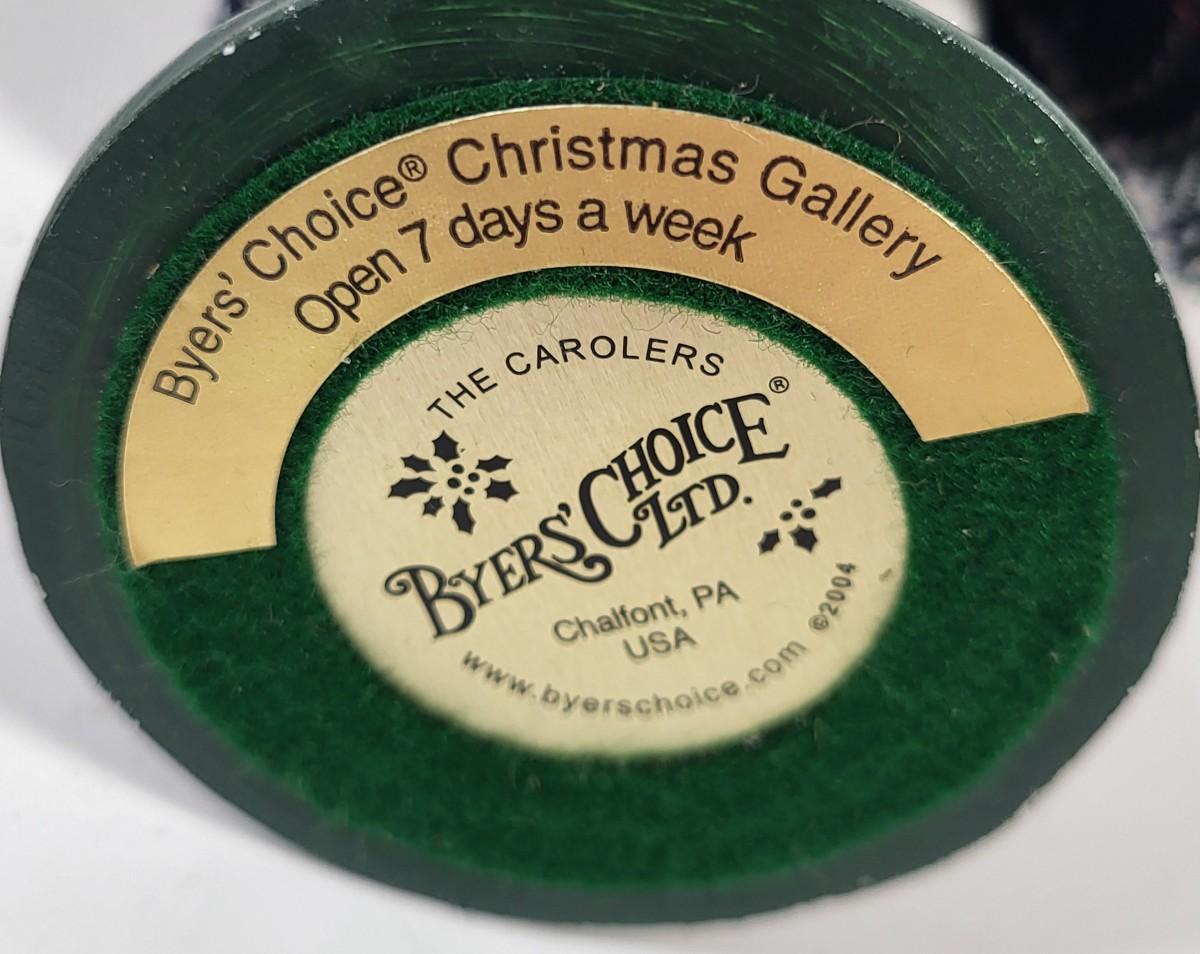 Byers' Choice® Christmas Gallery
Open 7 days a week
THE CAROLERS
BYERS' CHOICE®
LTD.
Chalfont, PA
USA
www.byerschoice.com ©2004